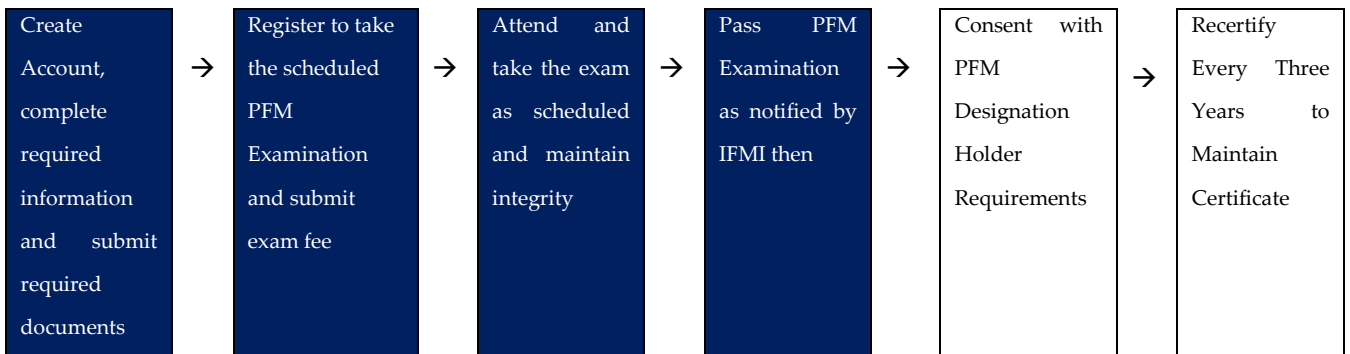 Create
Account,
complete
required
information
and submit
required
documents
→
Register to take
the scheduled
PFM
Examination
and submit
exam fee
→
Attend and
take the exam
as scheduled
and maintain
integrity
→
Pass PFM
Examination
as notified by
IFMI then
→
Consent with
PFM
Designation
Holder
Requirements
→
Recertify
Every Three
Years to
Maintain
Certificate